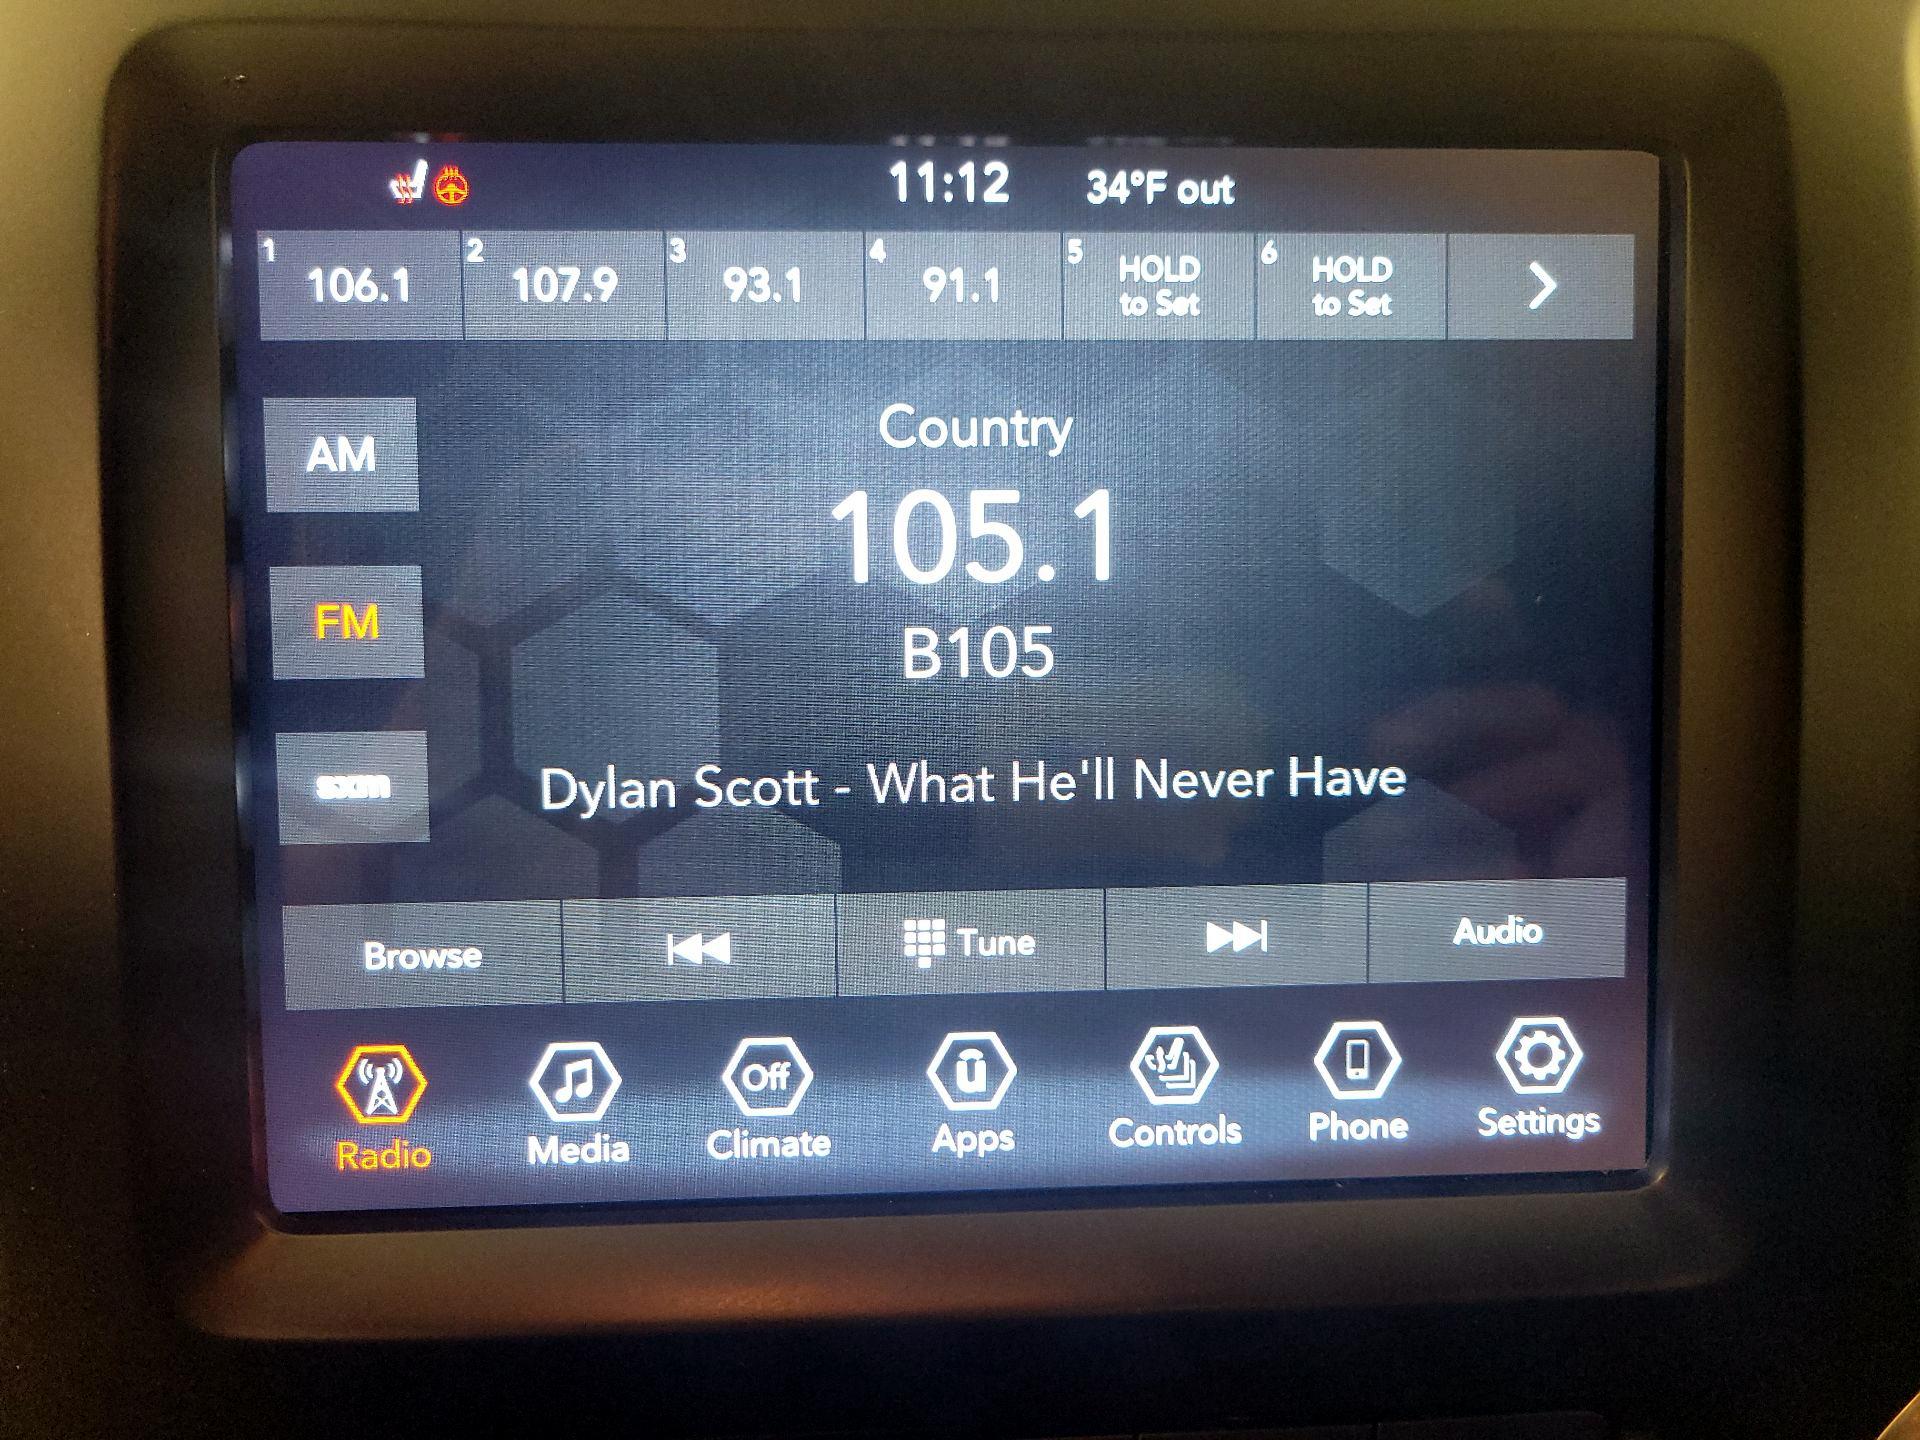 11:12 34°F out
1 106.1 2 107.9 3 93.1 4 91.1 5 HOLD to Set 6 HOLD to Set
AM
FM
sxm
Country
105.1
B105
Dylan Scott - What He'll Never Have
Browse Tune Audio
Off
Radio Media Climate Apps Controls Phone Settings